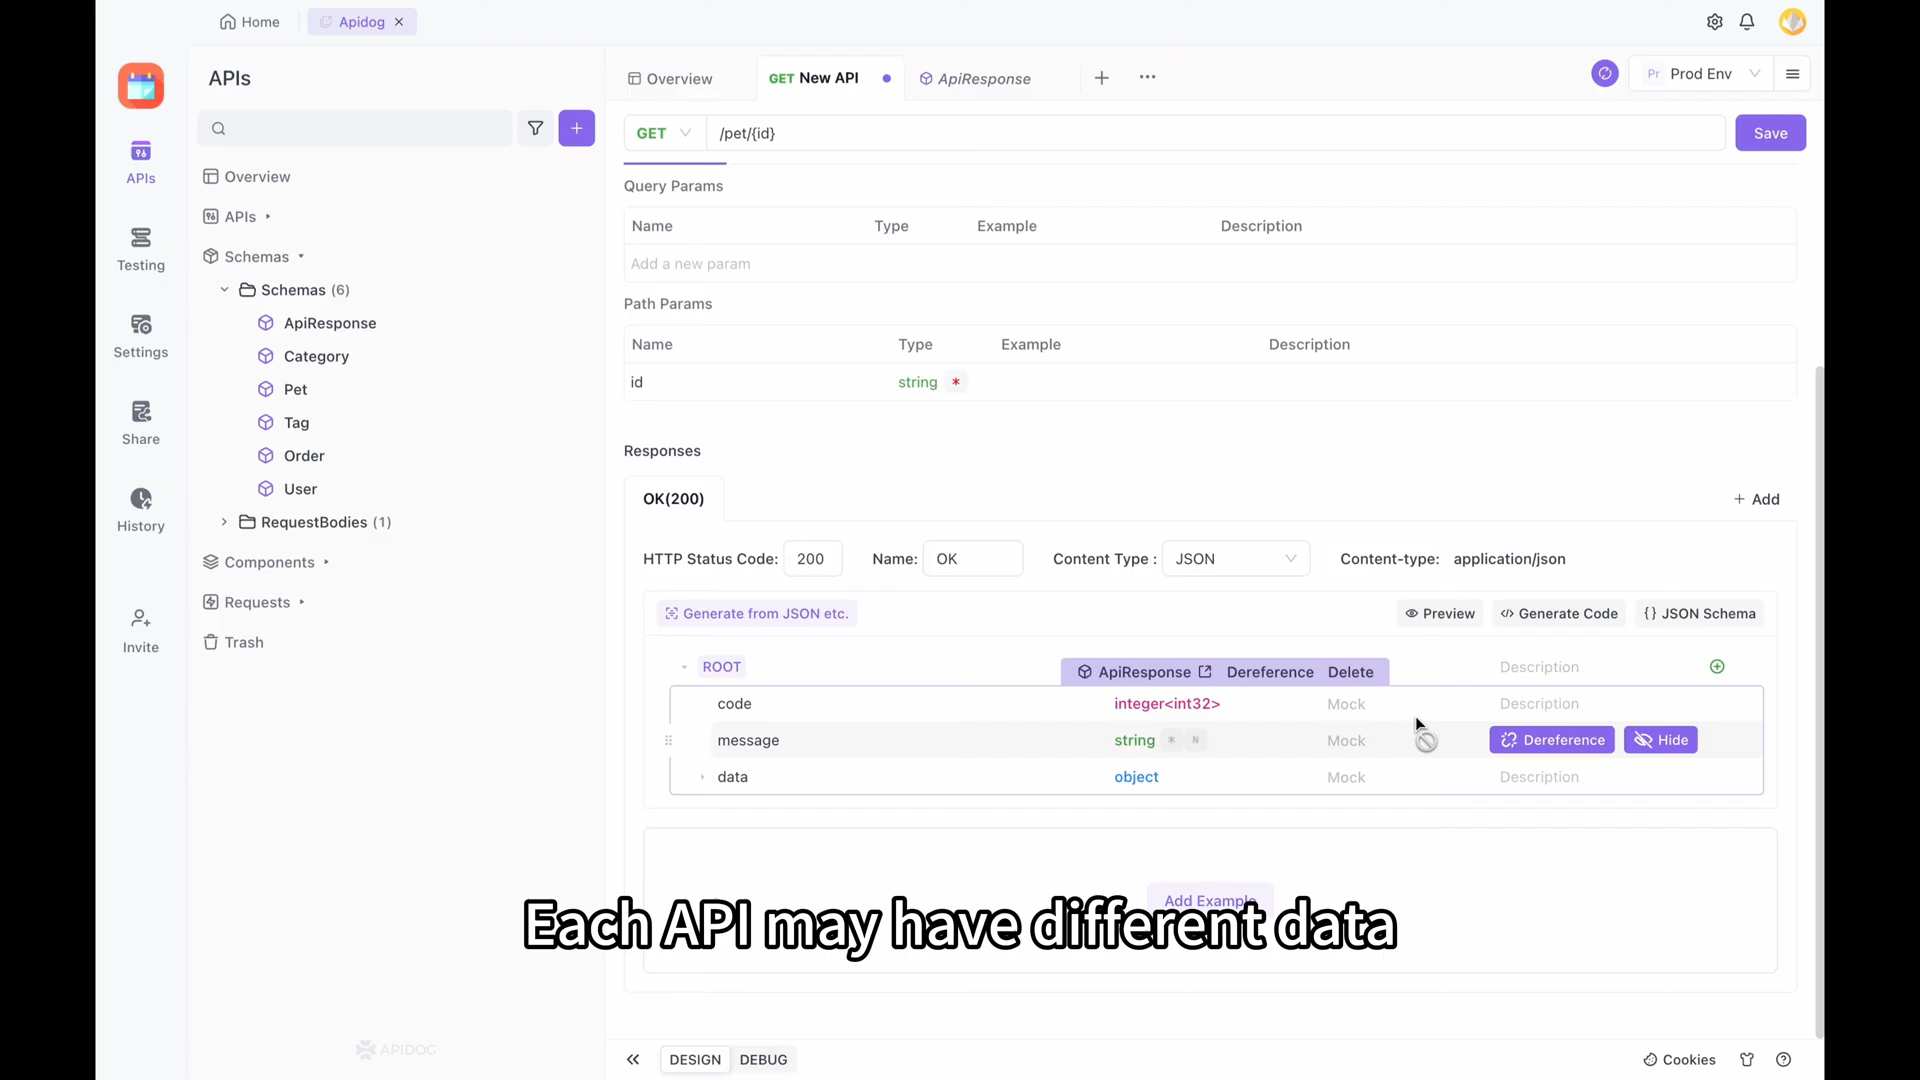 Home
Apidog
APIs
Overview
GET New API
ApiResponse
Pr Prod Env
GET
/pet/{id}
Save
APIs
Testing
Settings
Share
History
Invite
Overview
APIs
Schemas
Schemas (6)
ApiResponse
Category
Pet
Tag
Order
User
RequestBodies (1)
Components
Requests
Trash
APIDOG
Query Params
Name Type Example Description
Add a new param
Path Params
Name Type Example Description
id string *
Responses
OK(200)
+ Add
HTTP Status Code: 200 Name: OK Content Type : JSON Content-type: application/json
Generate from JSON etc.
Preview
Generate Code
{} JSON Schema
ROOT
ApiResponse Dereference Delete
Description
code integer<int32> Mock Description
message string * N Mock Dereference Hide
data object Mock Description
Add Example
Each API may have different data
DESIGN DEBUG
Cookies